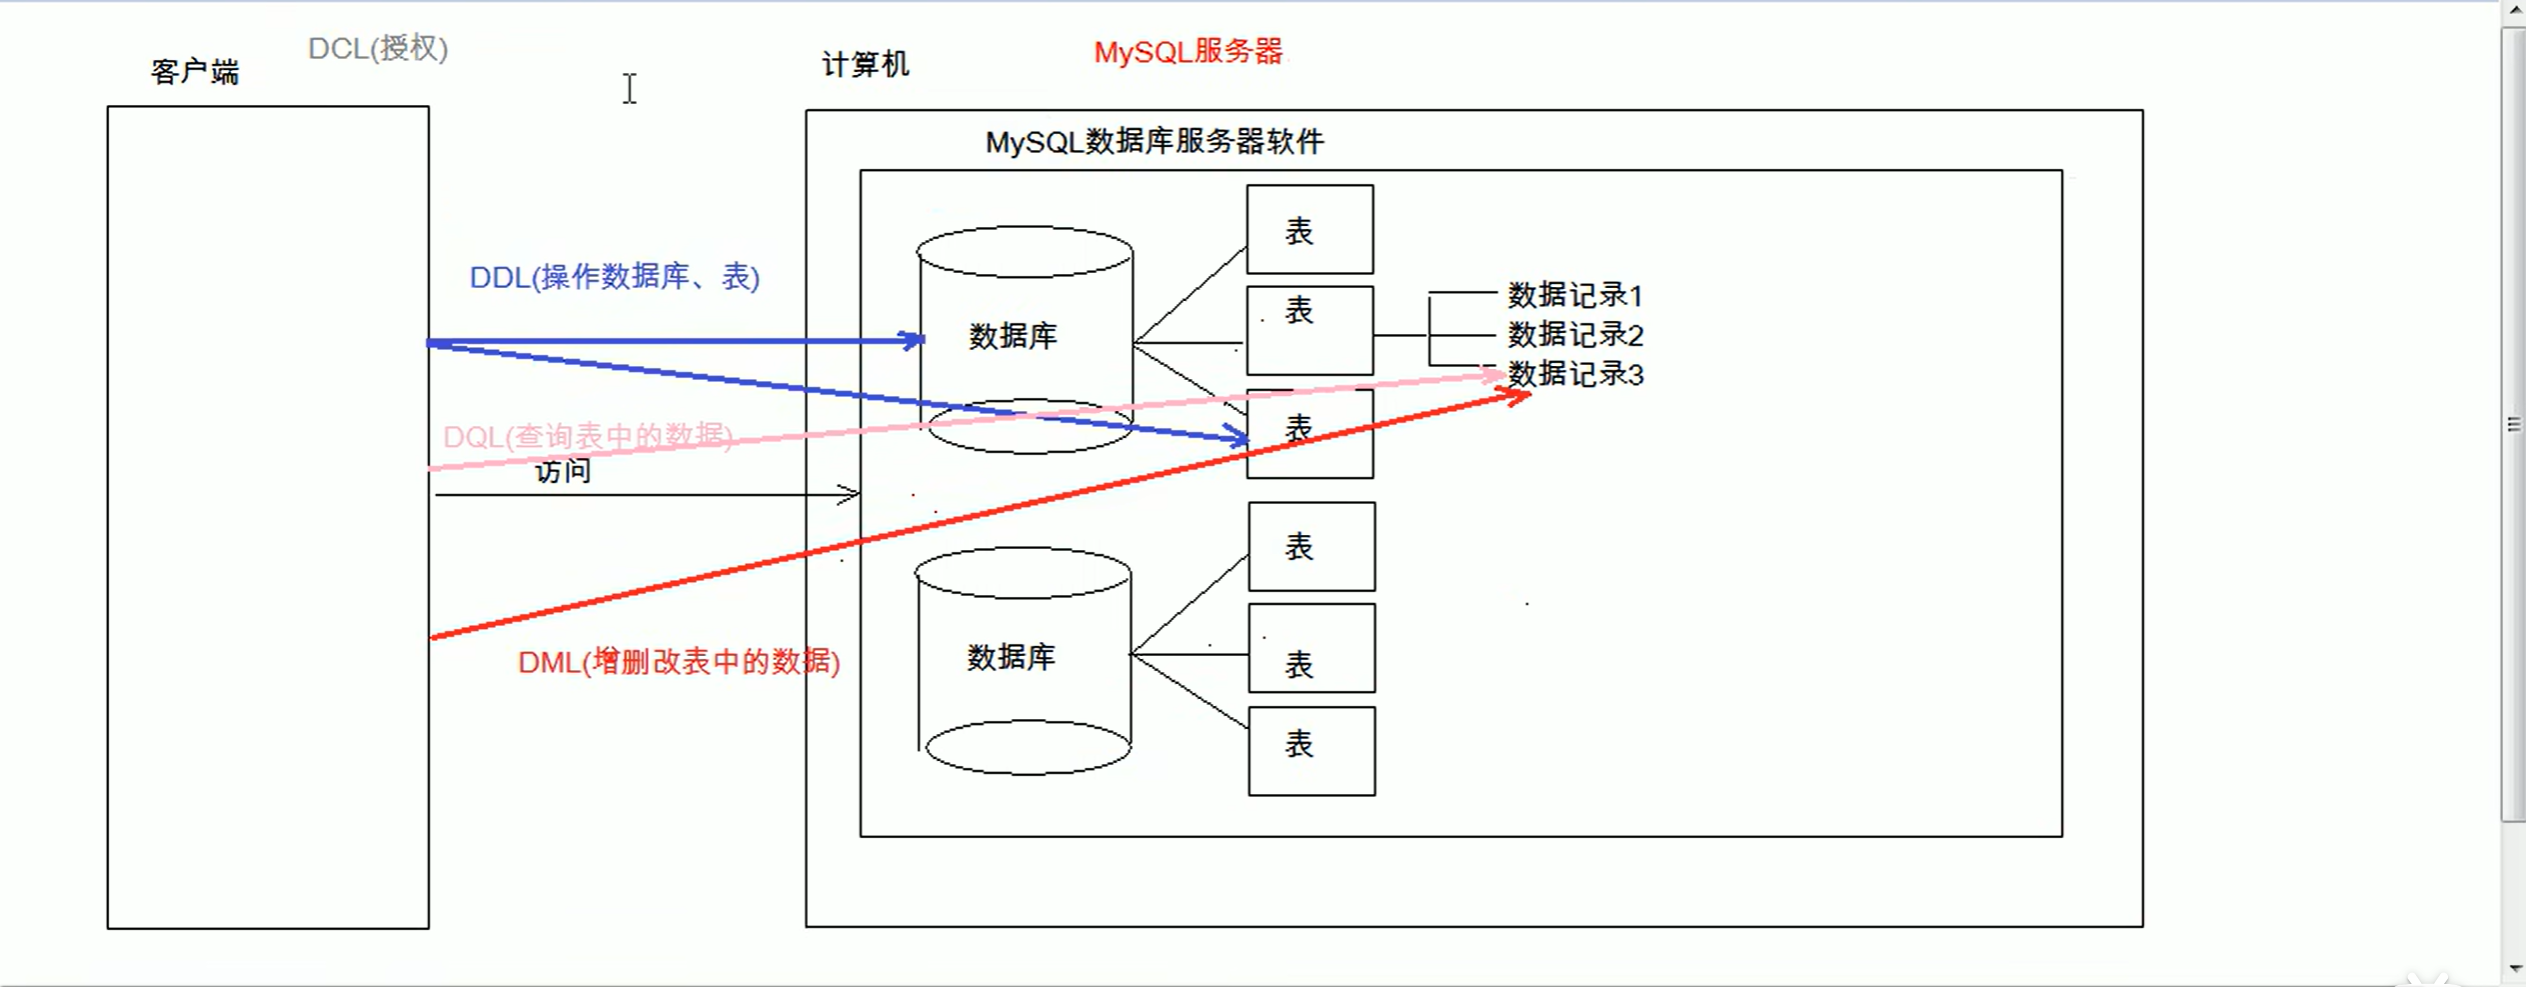 DCL(授权)
客户端
计算机
MySQL服务器
MySQL数据库服务器软件
DDL(操作数据库、表)
DQL(查询表中的数据)
访问
DML(增删改表中的数据)
数据库
表
表
表
数据记录1
数据记录2
数据记录3
数据库
表
表
表